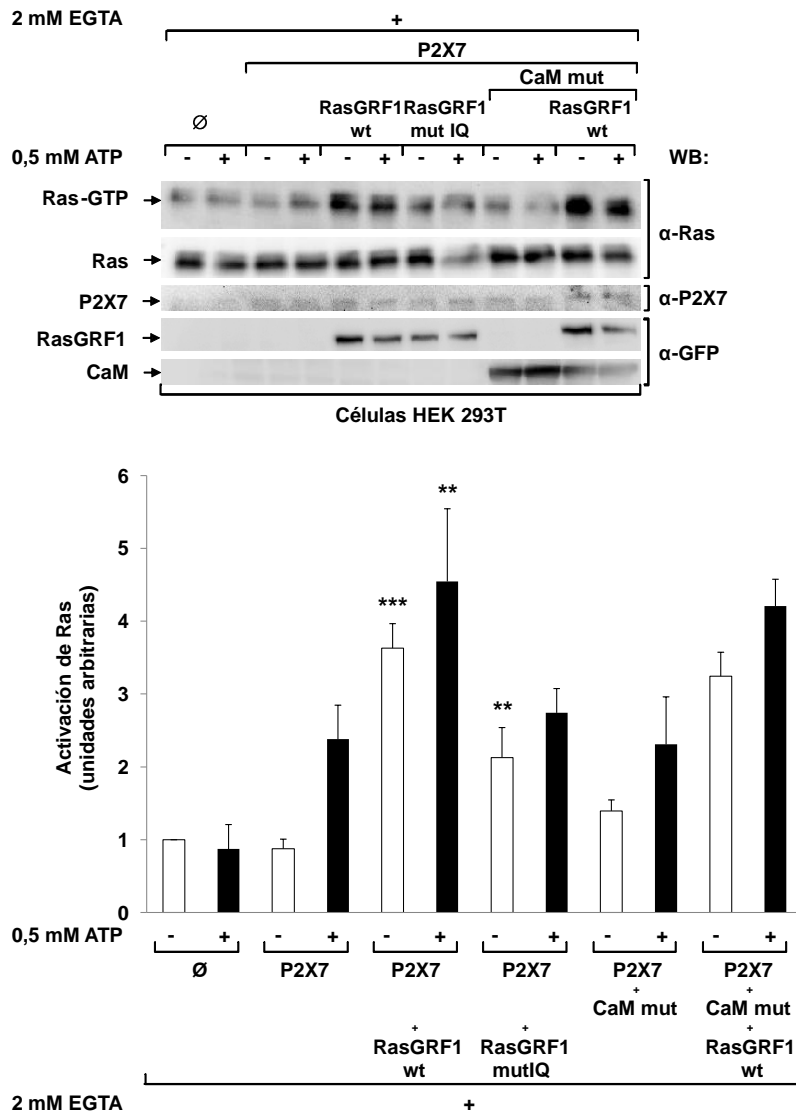 2 mM EGTA
+
P2X7
CaM mut
RasGRF1 RasGRF1 RasGRF1
Ø wt mut IQ wt
0,5 mM ATP - + - + - + - + - + - + WB:
Ras-GTP
Ras
α-Ras
P2X7 α-P2X7
RasGRF1
CaM
α-GFP
Células HEK 293T
Activación de Ras
(unidades arbitrarias)
6
5
4
3
2
1
0
***
**
**
0,5 mM ATP - + - + - + - + - + - +
Ø P2X7 P2X7 P2X7 P2X7 P2X7
+ + 
CaM mut CaM mut
+ + +
RasGRF1 RasGRF1 RasGRF1
wt mutIQ wt
2 mM EGTA +